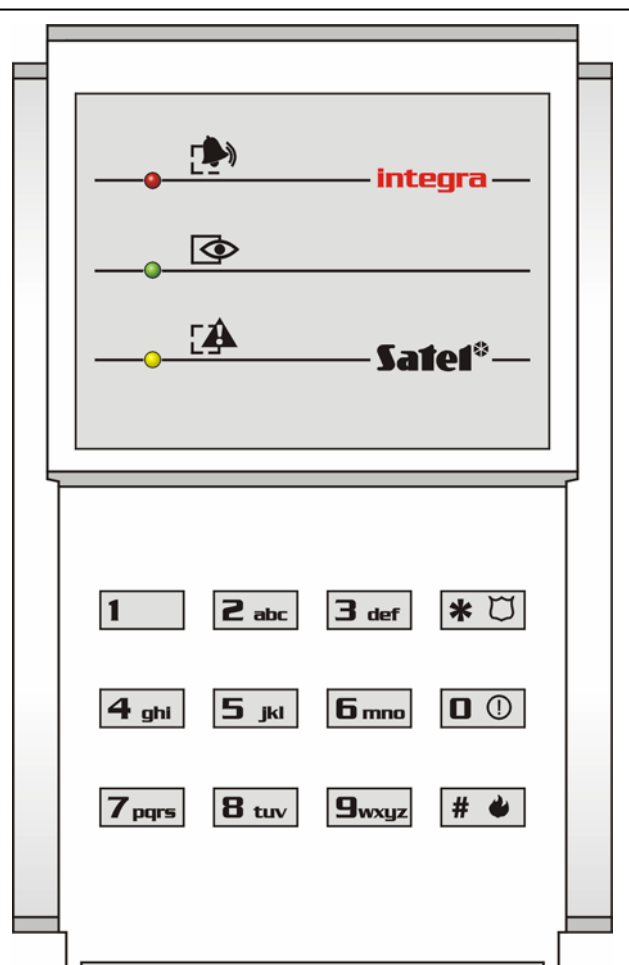 integra
Satel®
1 2 abc 3 def *
4 ghi 5 jkl 6 mno 0
7 pqrs 8 tuv 9 wxyz #